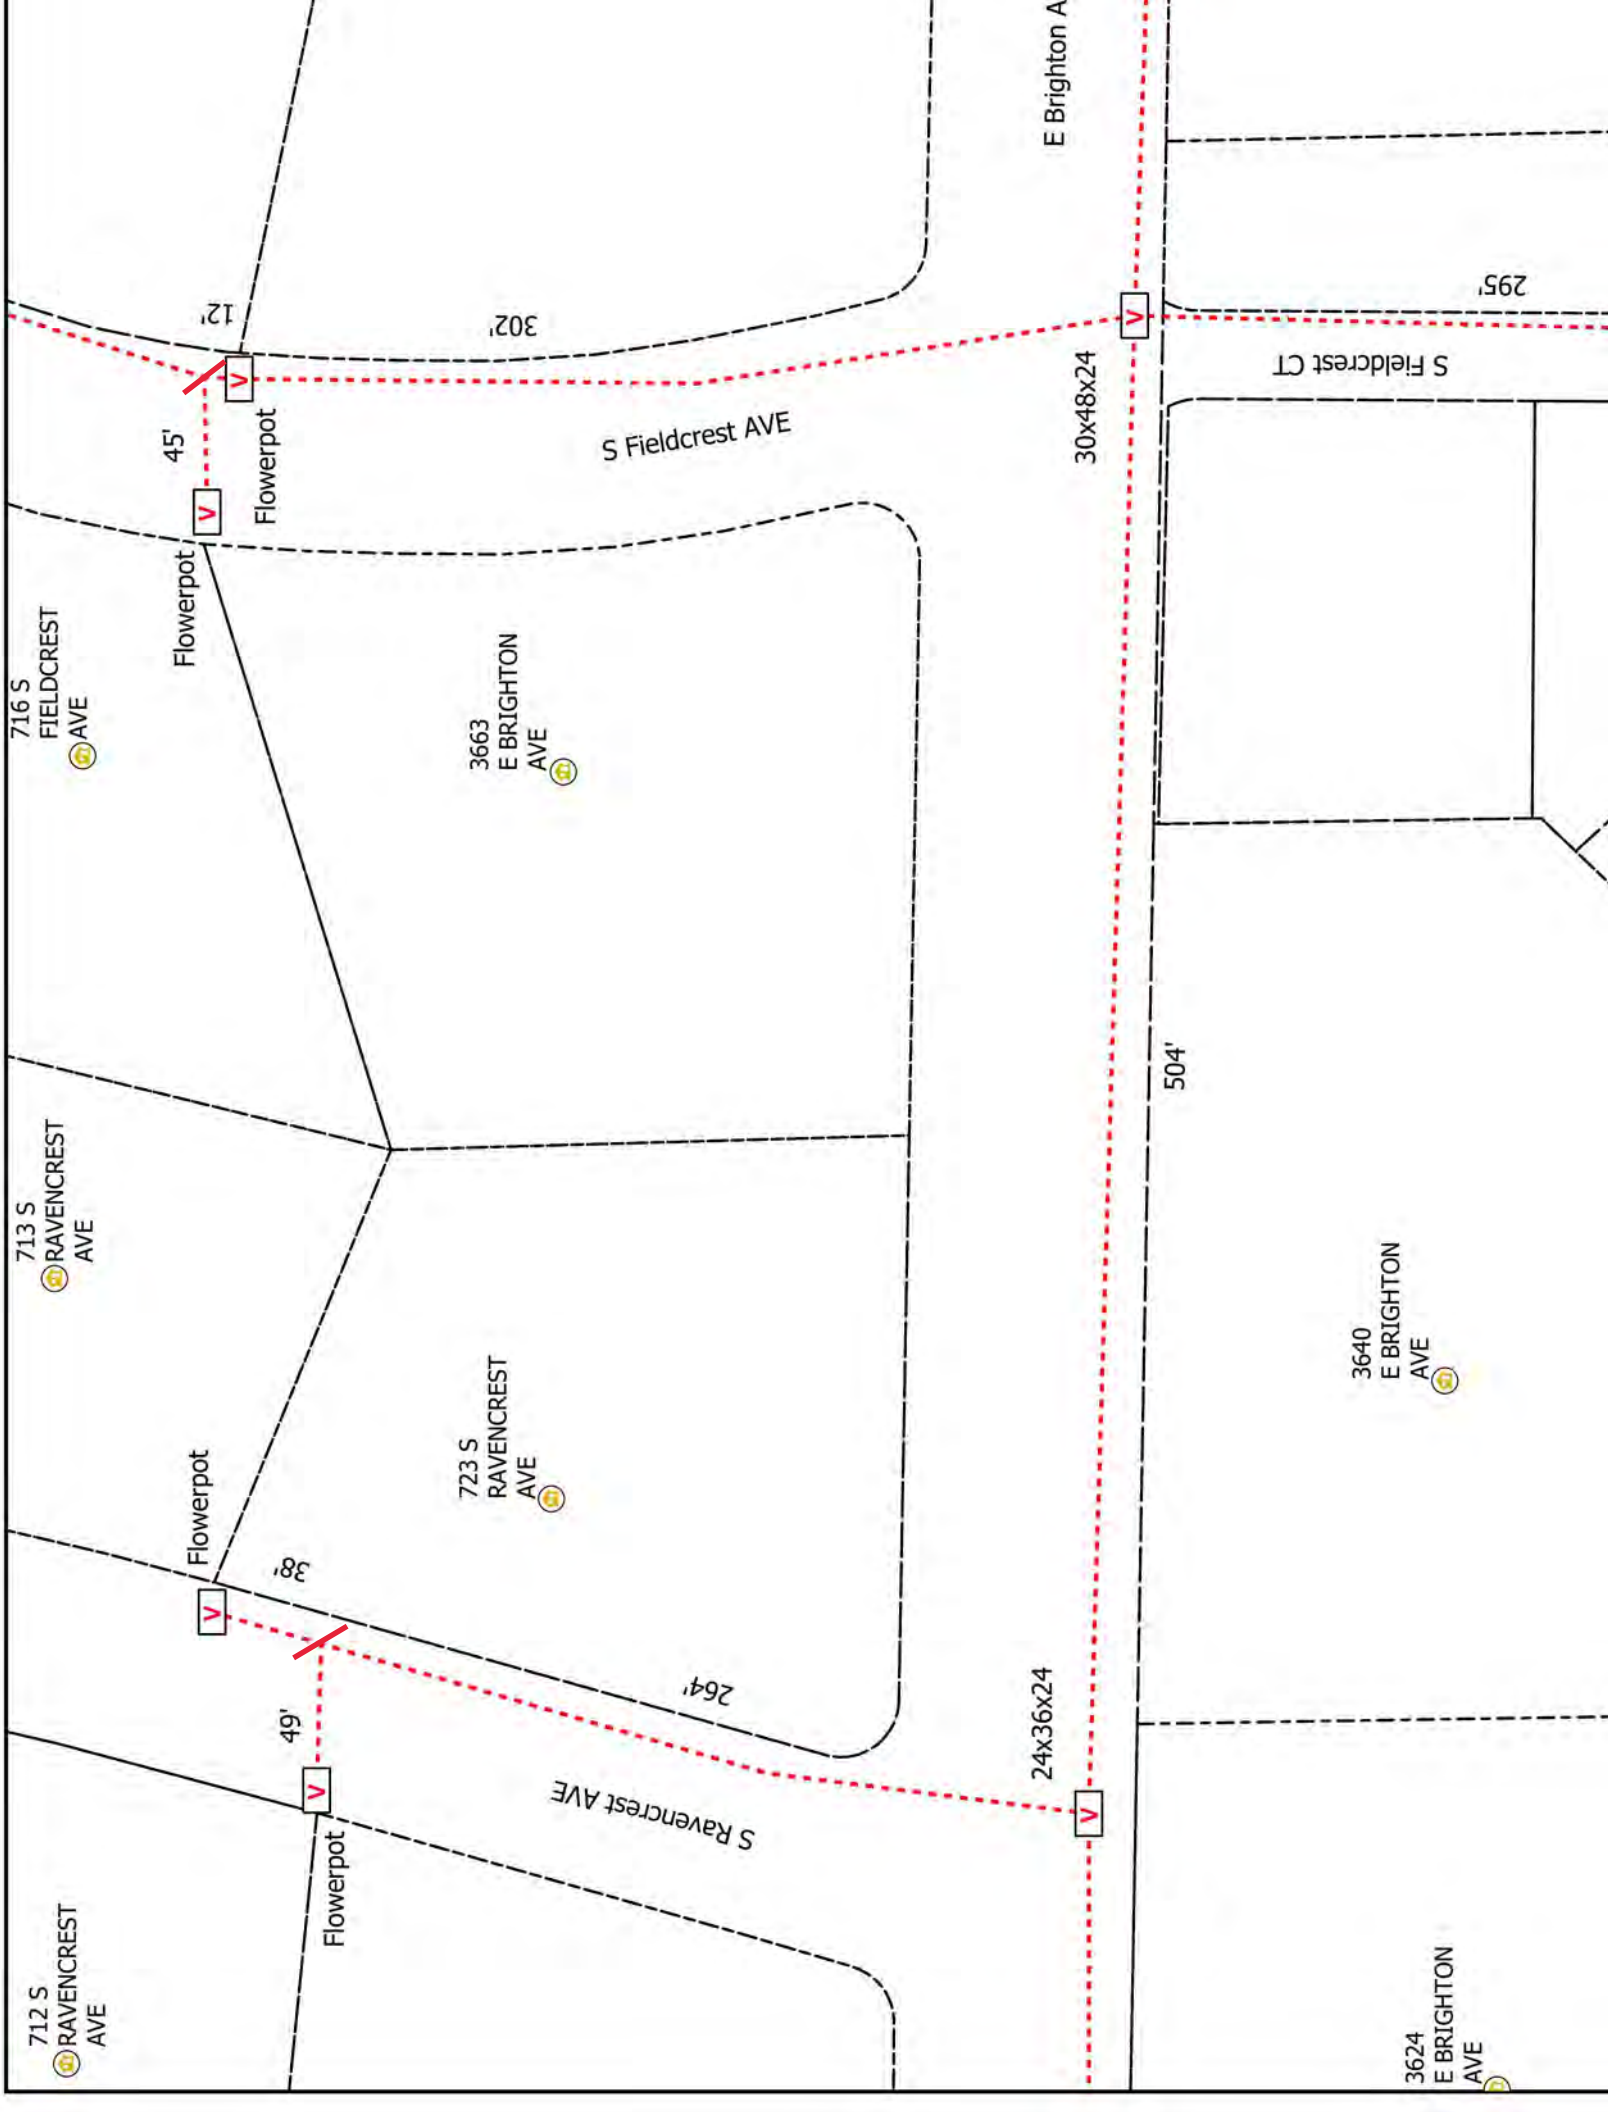 E Brighton A
12'
302'
295'
45'
Flowerpot
S Fieldcrest AVE
30x48x24
S Fieldcrest CT
V
V
V
Flowerpot
716 S
FIELDCREST
AVE
3663
E BRIGHTON
AVE
504'
713 S
RAVENCREST
AVE
723 S
RAVENCREST
AVE
3640
E BRIGHTON
AVE
Flowerpot
38'
V
264'
49'
24x36x24
V
V
S Ravencrest AVE
Flowerpot
712 S
RAVENCREST
AVE
3624
E BRIGHTON
AVE